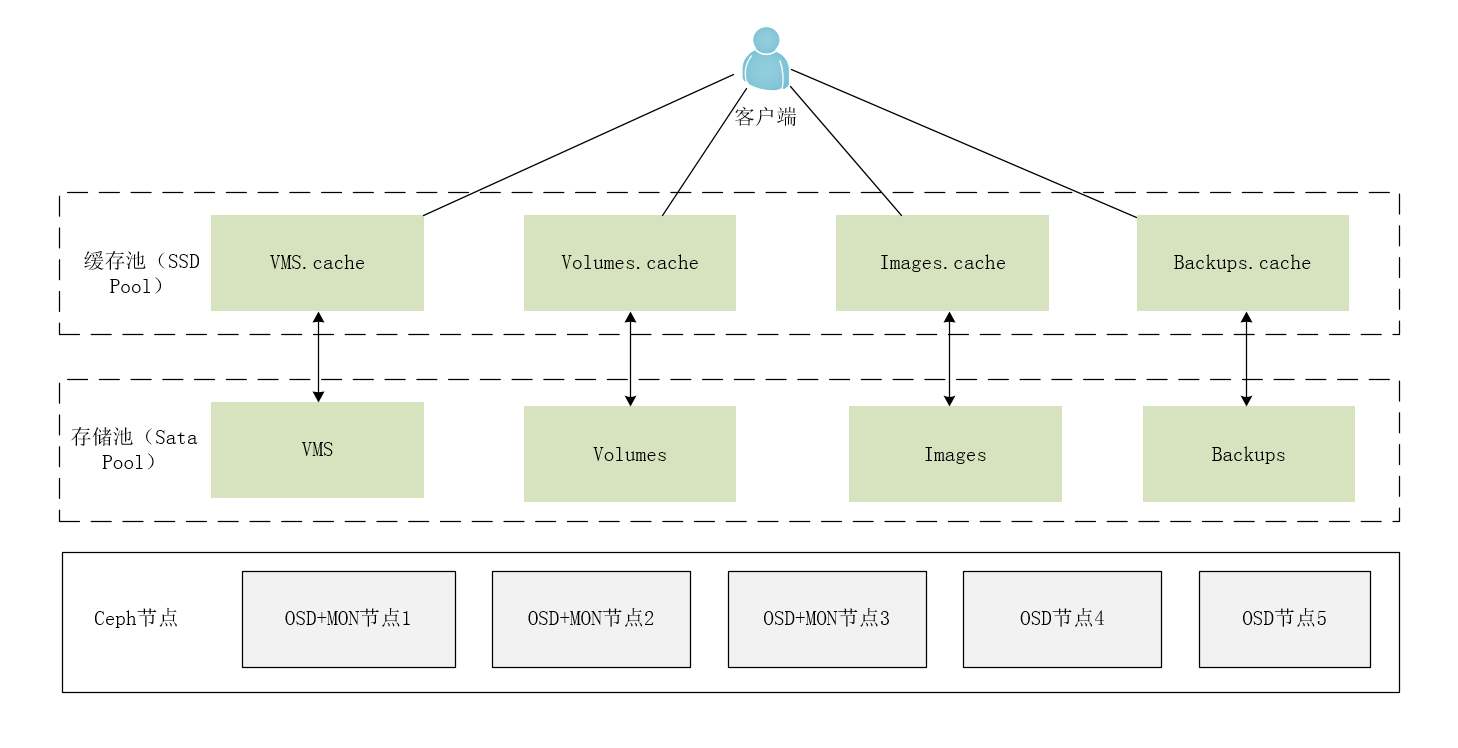 客户端
缓存池（SSD
Pool）
VMS.cache
Volumes.cache
Images.cache
Backups.cache
存储池（Sata
Pool）
VMS
Volumes
Images
Backups
Ceph节点
OSD+MON节点1
OSD+MON节点2
OSD+MON节点3
OSD节点4
OSD节点5